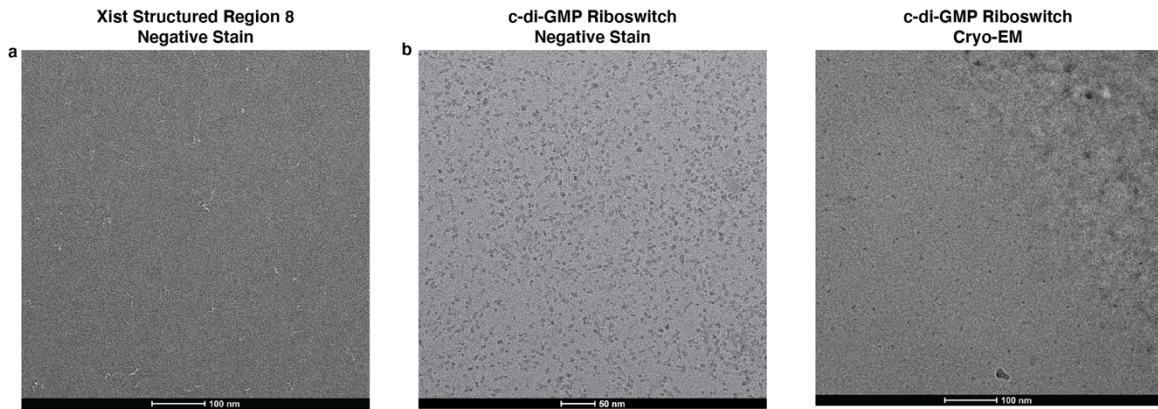 Xist Structured Region 8
Negative Stain
c-di-GMP Riboswitch
Negative Stain
c-di-GMP Riboswitch
Cryo-EM
a
b
100 nm
50 nm
100 nm